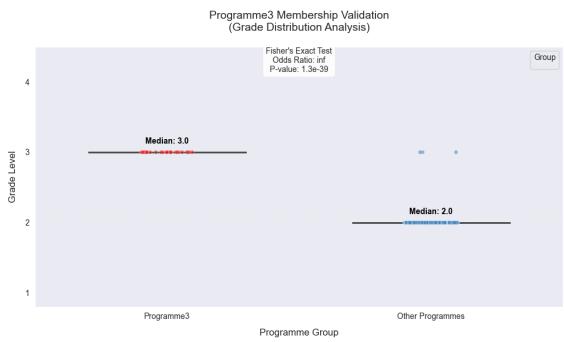 Programme3 Membership Validation
(Grade Distribution Analysis)
Fisher's Exact Test
Odds Ratio: inf
P-value: 1.3e-39
Group
4
3
2
1
Grade Level
Median: 3.0
Median: 2.0
Programme3
Other Programmes
Programme Group